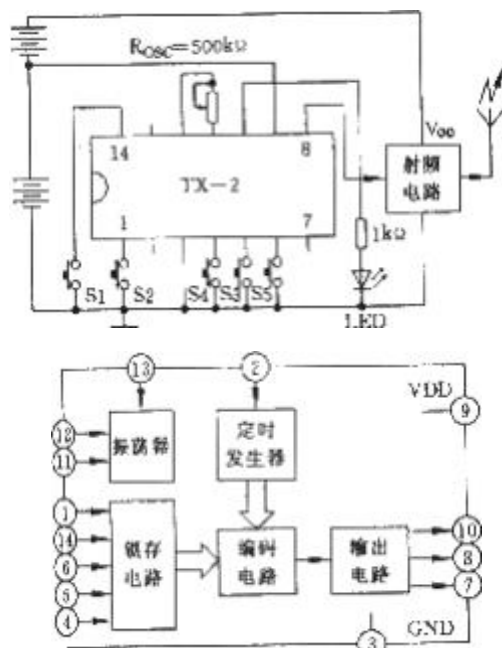 Rosc=500kΩ
14
8
TX-2
1
7
S1
S2
S4
S3
S5
1kΩ
LED
射频
电路
13
2
VDD
9
12
11
振荡器
定时
发生器
1
14
6
5
4
锁存
电路
编码
电路
输出
电路
10
8
7
GND
3